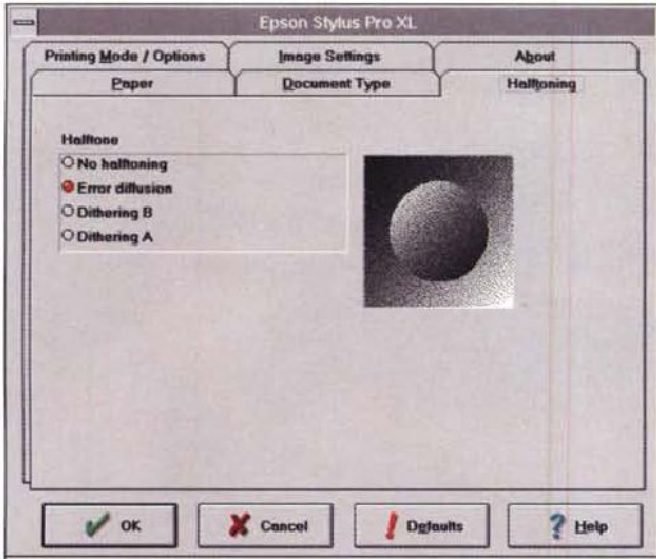 Epson Stylus Pro XL
Printing Mode / Options Image Settings About
Paper Document Type Halftoning
Halftone
No halftoning
Error diffusion
Dithering B
Dithering A
OK Cancel Defaults Help